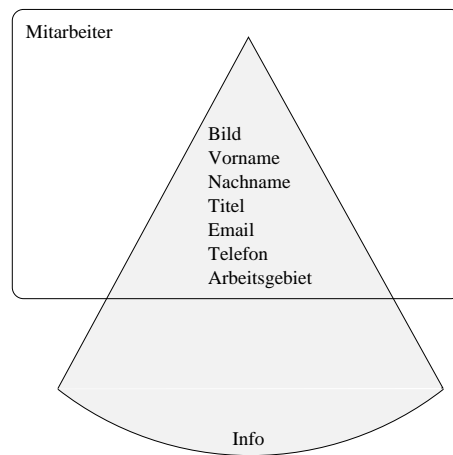 Mitarbeiter
Bild
Vorname
Nachname
Titel
Email
Telefon
Arbeitsgebiet
Info